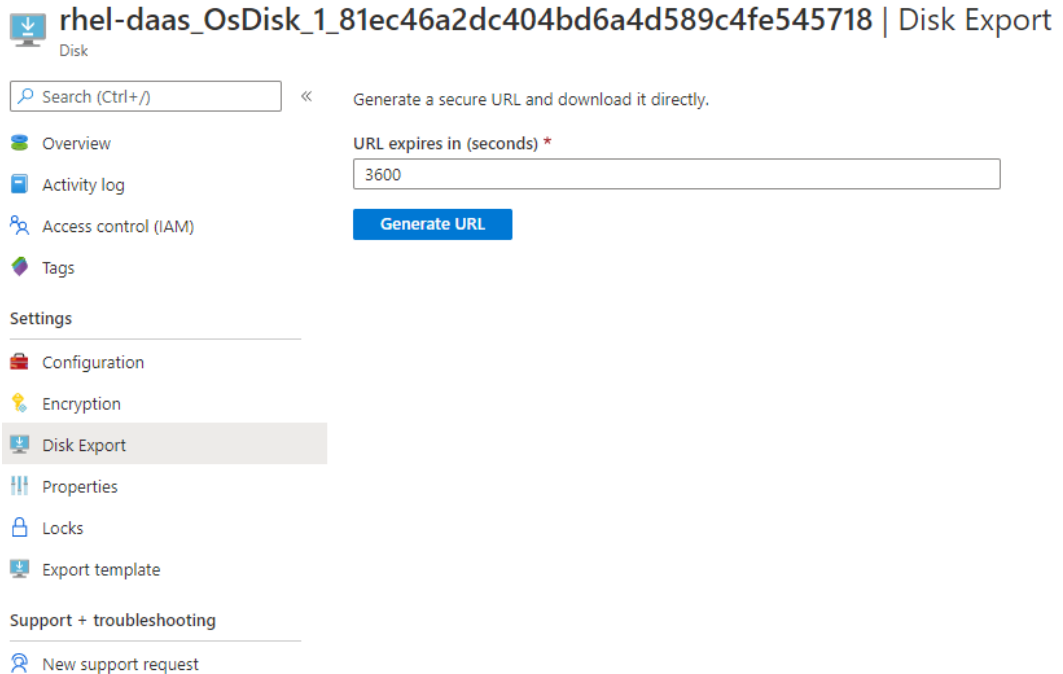 rhel-daas_OsDisk_1_81ec46a2dc404bd6a4d589c4fe545718 | Disk Export
Disk
Search (Ctrl+/)
«
Overview
Activity log
Access control (IAM)
Tags
Settings
Configuration
Encryption
Disk Export
Properties
Locks
Export template
Support + troubleshooting
New support request
Generate a secure URL and download it directly.
URL expires in (seconds) *
3600
Generate URL